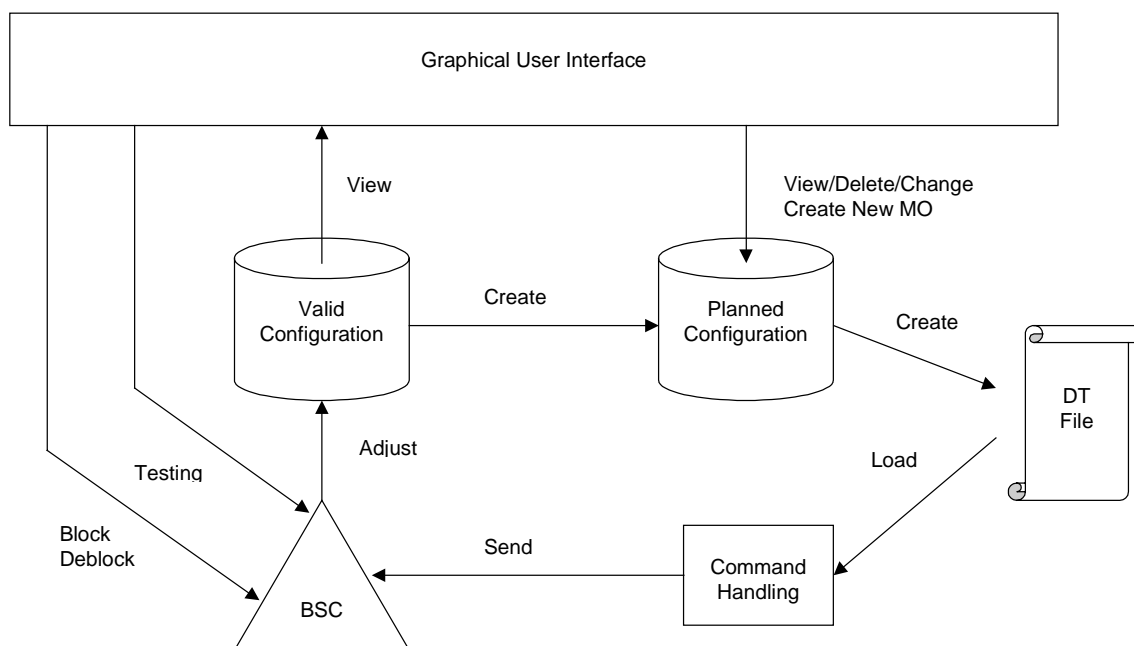 Graphical User Interface
View
View/Delete/Change
Create New MO
Valid
Configuration
Create
Planned
Configuration
Create
DT
File
Adjust
Testing
Load
Block
Deblock
Send
Command
Handling
BSC